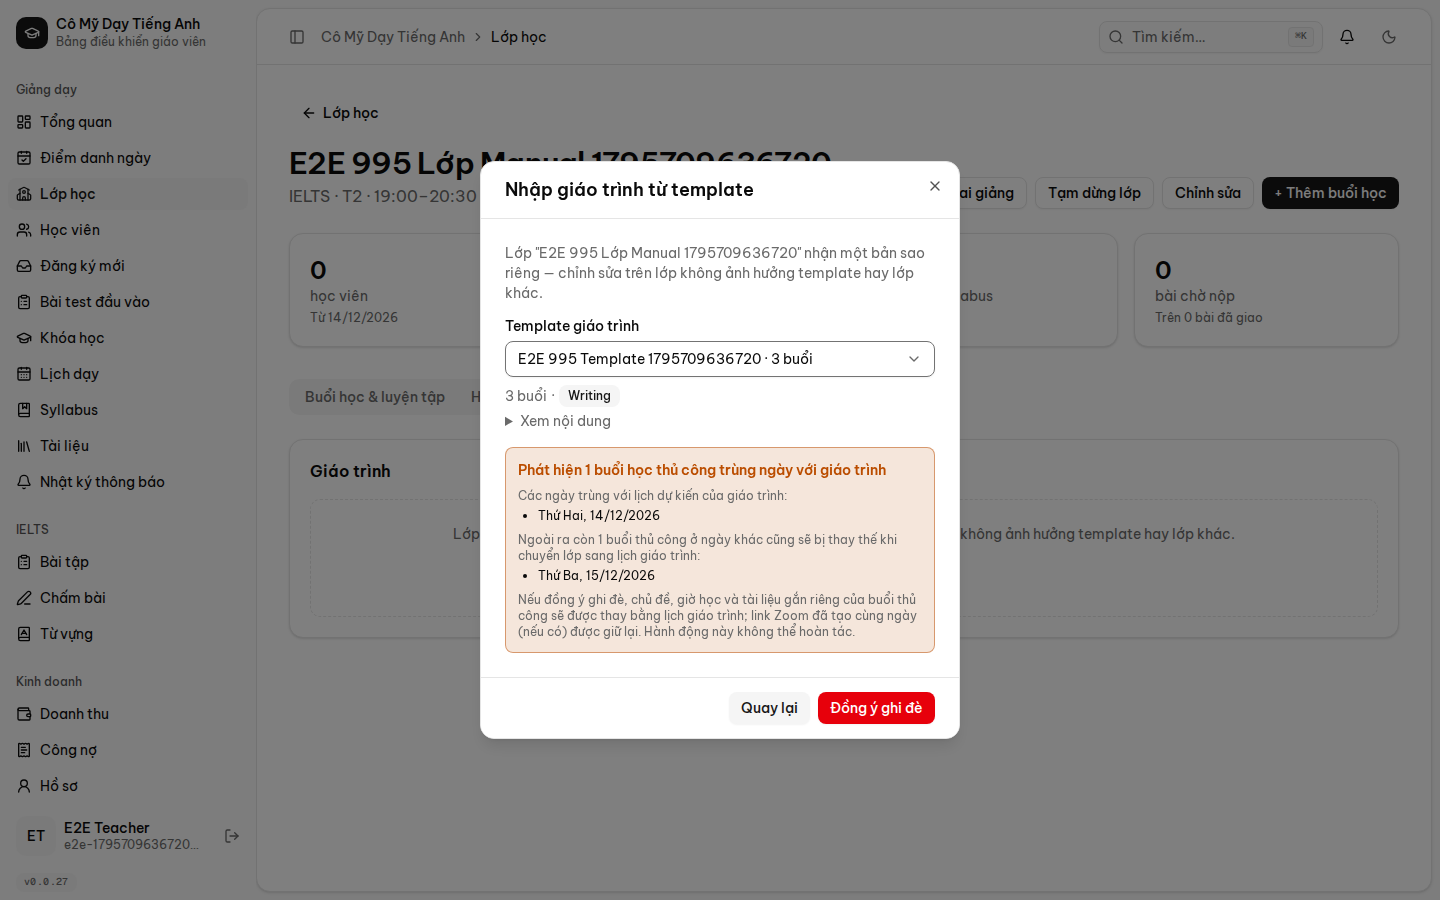 Cô Mỹ Dạy Tiếng Anh
Bảng điều khiển giáo viên
Giảng dạy
Tổng quan
Điểm danh ngày
Lớp học
Học viên
Đăng ký mới
Bài test đầu vào
Khóa học
Lịch dạy
Syllabus
Tài liệu
Nhật ký thông báo
IELTS
Bài tập
Chấm bài
Từ vựng
Kinh doanh
Doanh thu
Công nợ
Hồ sơ
ET
E2E Teacher
e2e-1795709636720...
v0.0.27
Cô Mỹ Dạy Tiếng Anh > Lớp học
Tìm kiếm...
⌘K
Lớp học
E2E 995 Lớp Manual 1795709636720
IELTS · T2 · 19:00–20:30
ai giảng
Tạm dừng lớp
Chỉnh sửa
+ Thêm buổi học
0
học viên
Từ 14/12/2026
abus
0
bài chờ nộp
Trên 0 bài đã giao
Buổi học & luyện tập
H
Giáo trình
Lớp
không ảnh hưởng template hay lớp khác.
Nhập giáo trình từ template
Lớp "E2E 995 Lớp Manual 1795709636720" nhận một bản sao
riêng — chỉnh sửa trên lớp không ảnh hưởng template hay lớp
khác.
Template giáo trình
E2E 995 Template 1795709636720 · 3 buổi
3 buổi · Writing
Xem nội dung
Phát hiện 1 buổi học thủ công trùng ngày với giáo trình
Các ngày trùng với lịch dự kiến của giáo trình:
• Thứ Hai, 14/12/2026
Ngoài ra còn 1 buổi thủ công ở ngày khác cũng sẽ bị thay thế khi
chuyển lớp sang lịch giáo trình:
• Thứ Ba, 15/12/2026
Nếu đồng ý ghi đè, chủ đề, giờ học và tài liệu gắn riêng của buổi thủ
công sẽ được thay bằng lịch giáo trình; link Zoom đã tạo cùng ngày
(nếu có) được giữ lại. Hành động này không thể hoàn tác.
Quay lại
Đồng ý ghi đè